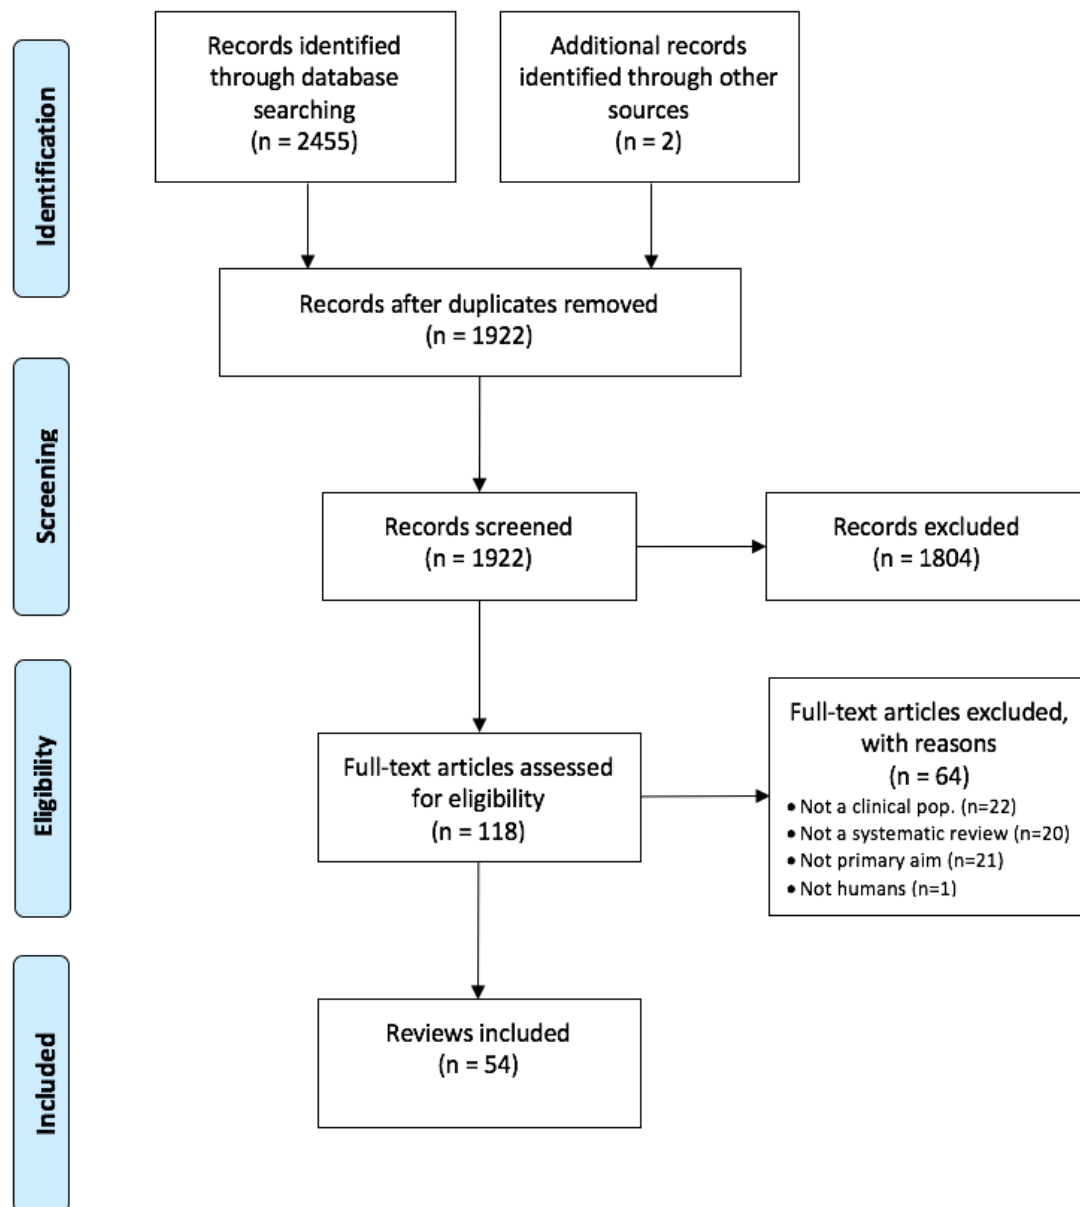 Identification
Records identified
through database
searching
(n = 2455)
Additional records
identified through other
sources
(n = 2)
Records after duplicates removed
(n = 1922)
Screening
Records screened
(n = 1922)
Records excluded
(n = 1804)
Eligibility
Full-text articles assessed
for eligibility
(n = 118)
Full-text articles excluded,
with reasons
(n = 64)
• Not a clinical pop. (n=22)
• Not a systematic review (n=20)
• Not primary aim (n=21)
• Not humans (n=1)
Included
Reviews included
(n = 54)